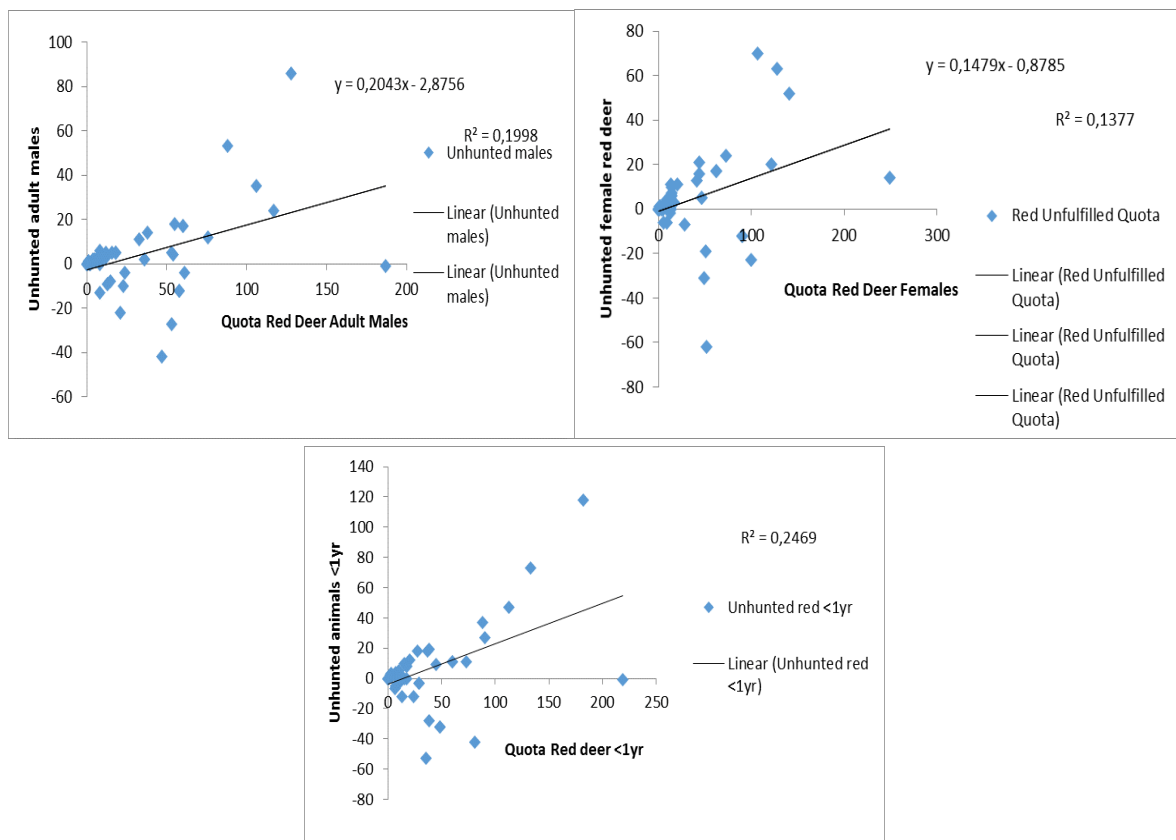 100
80
60
40
20
0
-20
-40
-60
0 50 100 150 200
Unhunted adult males
Quota Red Deer Adult Males
y = 0,2043x - 2,8756
R² = 0,1998
Unhunted males
Linear (Unhunted
males)
Linear (Unhunted
males)
80
60
40
20
0
-20
-40
-60
-80
0 100 200 300
Unhunted female red deer
Quota Red Deer Females
y = 0,1479x - 0,8785
R² = 0,1377
Red Unfulfilled Quota
Linear (Red Unfulfilled
Quota)
Linear (Red Unfulfilled
Quota)
Linear (Red Unfulfilled
Quota)
140
120
100
80
60
40
20
0
-20
-40
-60
-80
0 50 100 150 200 250
Unhunted animals <1yr
Quota Red deer <1yr
R² = 0,2469
Unhunted red <1yr
Linear (Unhunted red
<1yr)